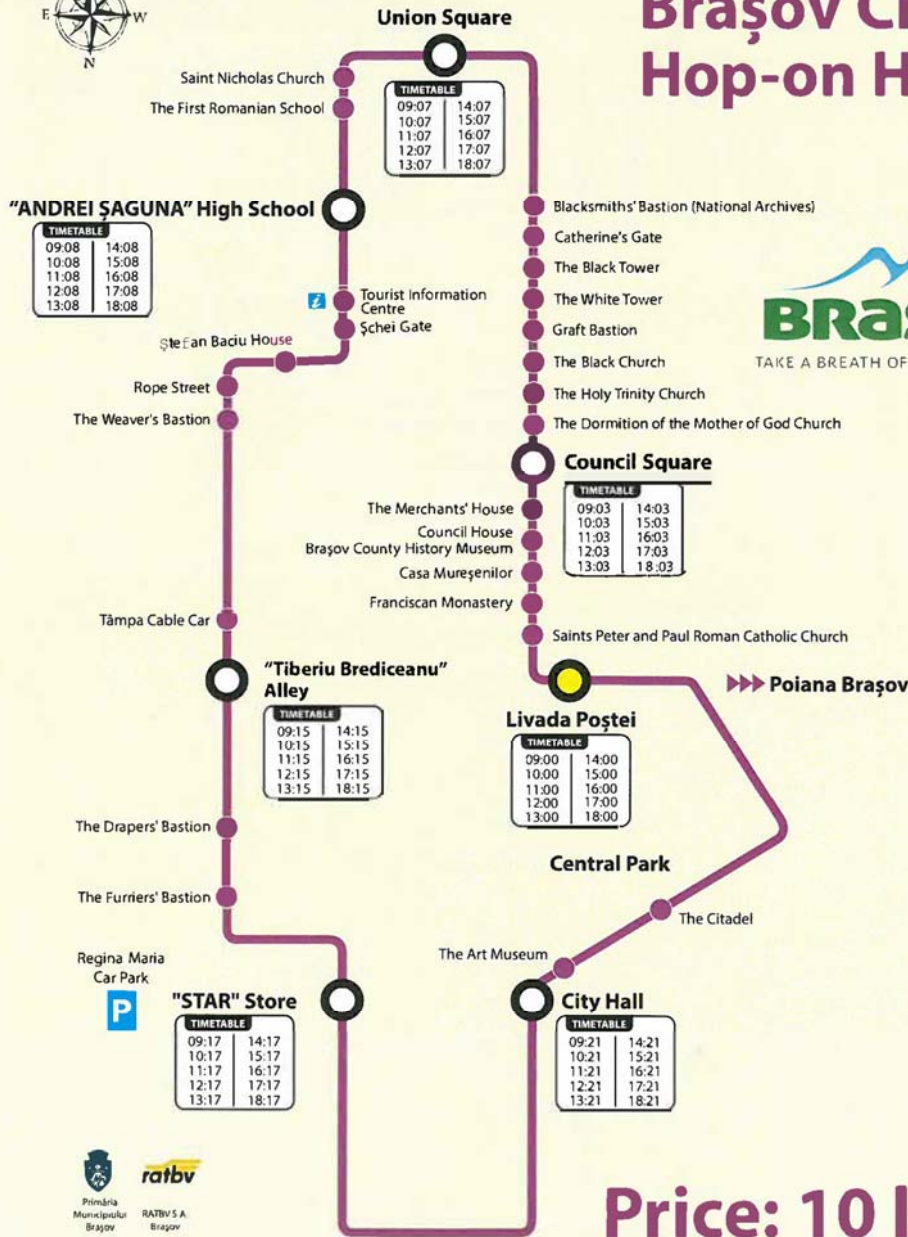 E
W
N
Brașov Ci
Hop-on H
Union Square
TIMETABLE
09:07 14:07
10:07 15:07
11:07 16:07
12:07 17:07
13:07 18:07
Saint Nicholas Church
The First Romanian School
"ANDREI ȘAGUNA" High School
TIMETABLE
09:08 14:08
10:08 15:08
11:08 16:08
12:08 17:08
13:08 18:08
i
Tourist Information
Centre
Șchei Gate
Ștefan Baciu House
Rope Street
The Weaver's Bastion
Blacksmiths' Bastion (National Archives)
Catherine's Gate
The Black Tower
The White Tower
Graft Bastion
The Black Church
The Holy Trinity Church
The Dormition of the Mother of God Church
BRaș
TAKE A BREATH OF
Council Square
TIMETABLE
09:03 14:03
10:03 15:03
11:03 16:03
12:03 17:03
13:03 18:03
The Merchants' House
Council House
Brașov County History Museum
Casa Mureșenilor
Franciscan Monastery
Saints Peter and Paul Roman Catholic Church
Tâmpa Cable Car
"Tiberiu Brediceanu"
Alley
TIMETABLE
09:15 14:15
10:15 15:15
11:15 16:15
12:15 17:15
13:15 18:15
Poiana Brașov
Livada Poștei
TIMETABLE
09:00 14:00
10:00 15:00
11:00 16:00
12:00 17:00
13:00 18:00
The Drapers' Bastion
The Furriers' Bastion
Central Park
The Citadel
The Art Museum
Regina Maria
Car Park
P
"STAR" Store
TIMETABLE
09:17 14:17
10:17 15:17
11:17 16:17
12:17 17:17
13:17 18:17
City Hall
TIMETABLE
09:21 14:21
10:21 15:21
11:21 16:21
12:21 17:21
13:21 18:21
Primăria
Municipiului
Brașov
ratbv
RATBV S.A.
Brașov
Price: 10 l